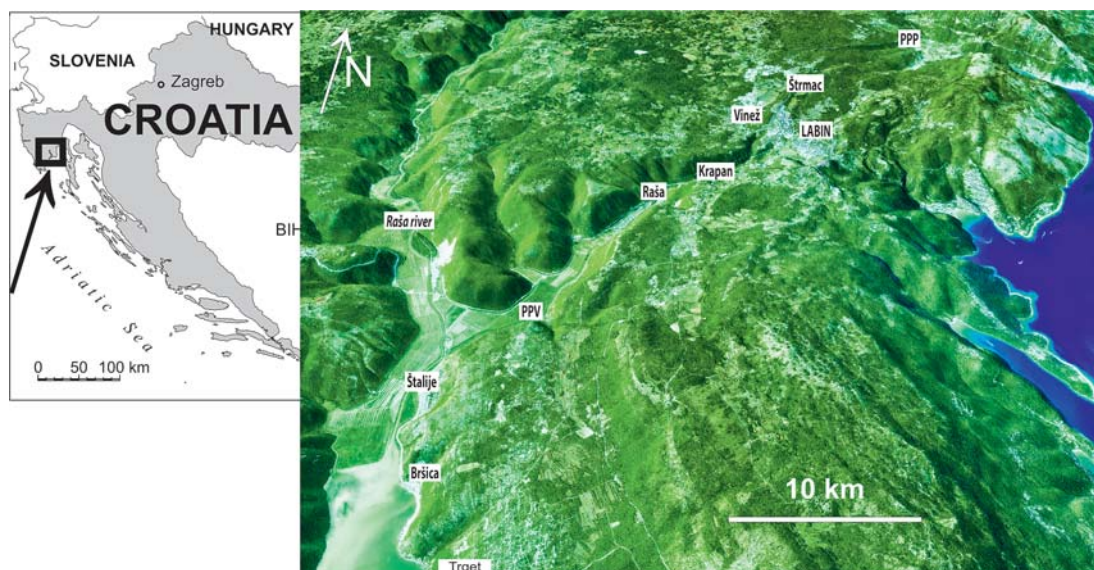 HUNGARY
SLOVENIA
Zagreb
CROATIA
BIH
Adriatic Sea
0 50 100 km
N
PPP
Štrmac
Vinež
LABIN
Krapan
Raša
Raša river
PPV
Štalije
Bršica
10 km
Trget